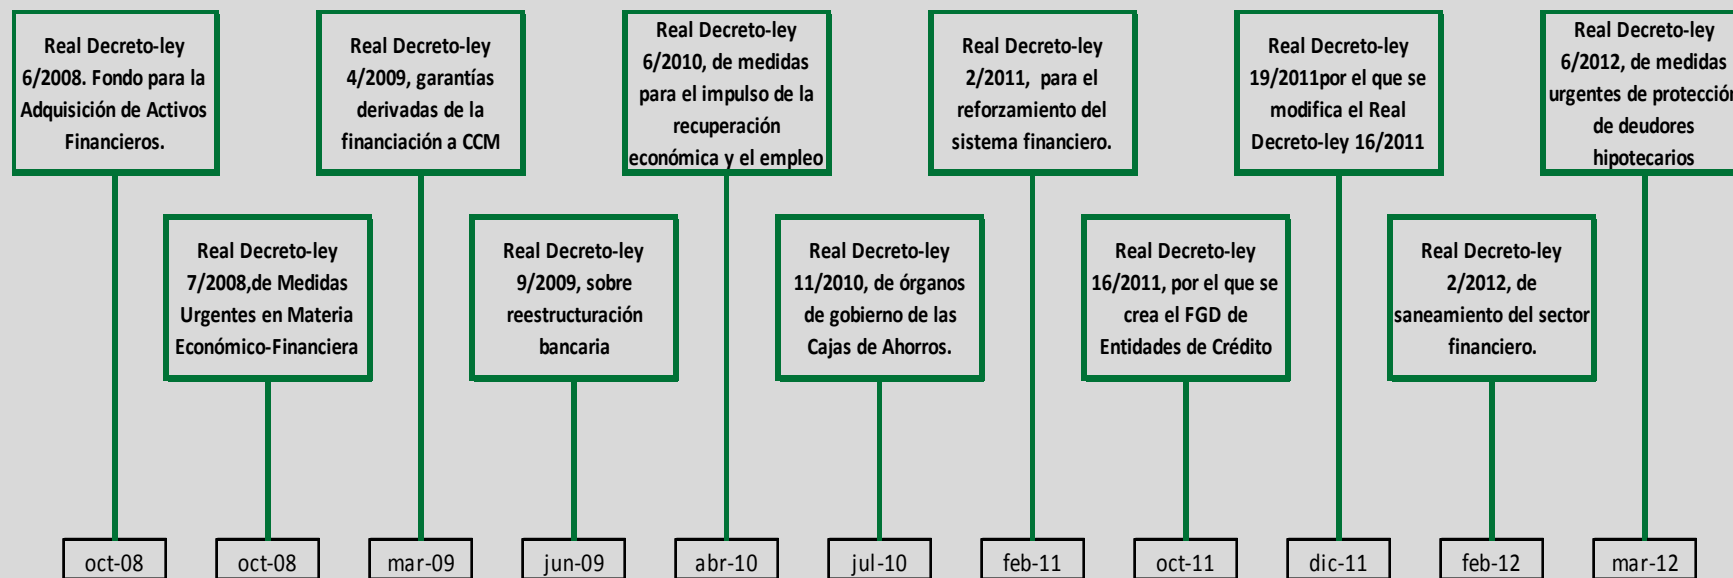 Real Decreto-ley
6/2008. Fondo para la
Adquisición de Activos
Financieros.
Real Decreto-ley
4/2009, garantías
derivadas de la
financiación a CCM
Real Decreto-ley
6/2010, de medidas
para el impulso de la
recuperación
económica y el empleo
Real Decreto-ley
2/2011, para el
reforzamiento del
sistema financiero.
Real Decreto-ley
19/2011por el que se
modifica el Real
Decreto-ley 16/2011
Real Decreto-ley
6/2012, de medidas
urgentes de protección
de deudores
hipotecarios
Real Decreto-ley
7/2008,de Medidas
Urgentes en Materia
Económico-Financiera
Real Decreto-ley
9/2009, sobre
reestructuración
bancaria
Real Decreto-ley
11/2010, de órganos
de gobierno de las
Cajas de Ahorros.
Real Decreto-ley
16/2011, por el que se
crea el FGD de
Entidades de Crédito
Real Decreto-ley
2/2012, de
saneamiento del sector
financiero.
oct-08
oct-08
mar-09
jun-09
abr-10
jul-10
feb-11
oct-11
dic-11
feb-12
mar-12